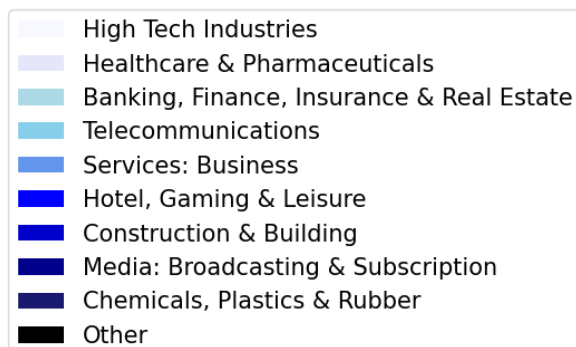 High Tech Industries
Healthcare & Pharmaceuticals
Banking, Finance, Insurance & Real Estate
Telecommunications
Services: Business
Hotel, Gaming & Leisure
Construction & Building
Media: Broadcasting & Subscription
Chemicals, Plastics & Rubber
Other